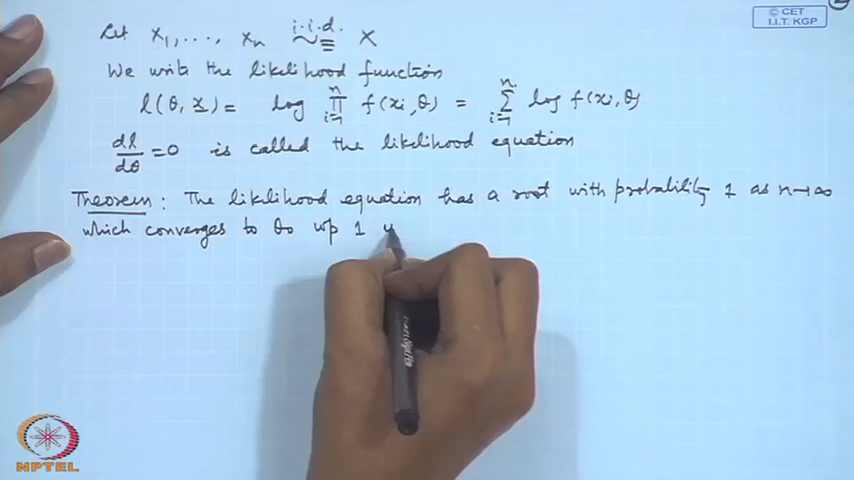 © CET
I.I.T. KGP
Let X₁, ..., Xₙ i.i.d. ~≡ X
We write the likelihood function
l(θ, x) = log ∏ᵢ₌₁ⁿ f(xᵢ, θ) = ∑ᵢ₌₁ⁿ log f(xᵢ, θ)
dl/dθ = 0 is called the likelihood equation
Theorem : The likelihood equation has a root with probability 1 as n→∞
which converges to θ₀ wp 1 u
NPTEL